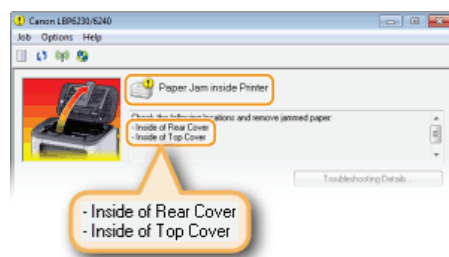 Canon LBP6230/6240
Job Options Help
Paper Jam inside Printer
Check the following locations and remove jammed paper:
- Inside of Rear Cover
- Inside of Top Cover
Troubleshooting Details...
- Inside of Rear Cover
- Inside of Top Cover